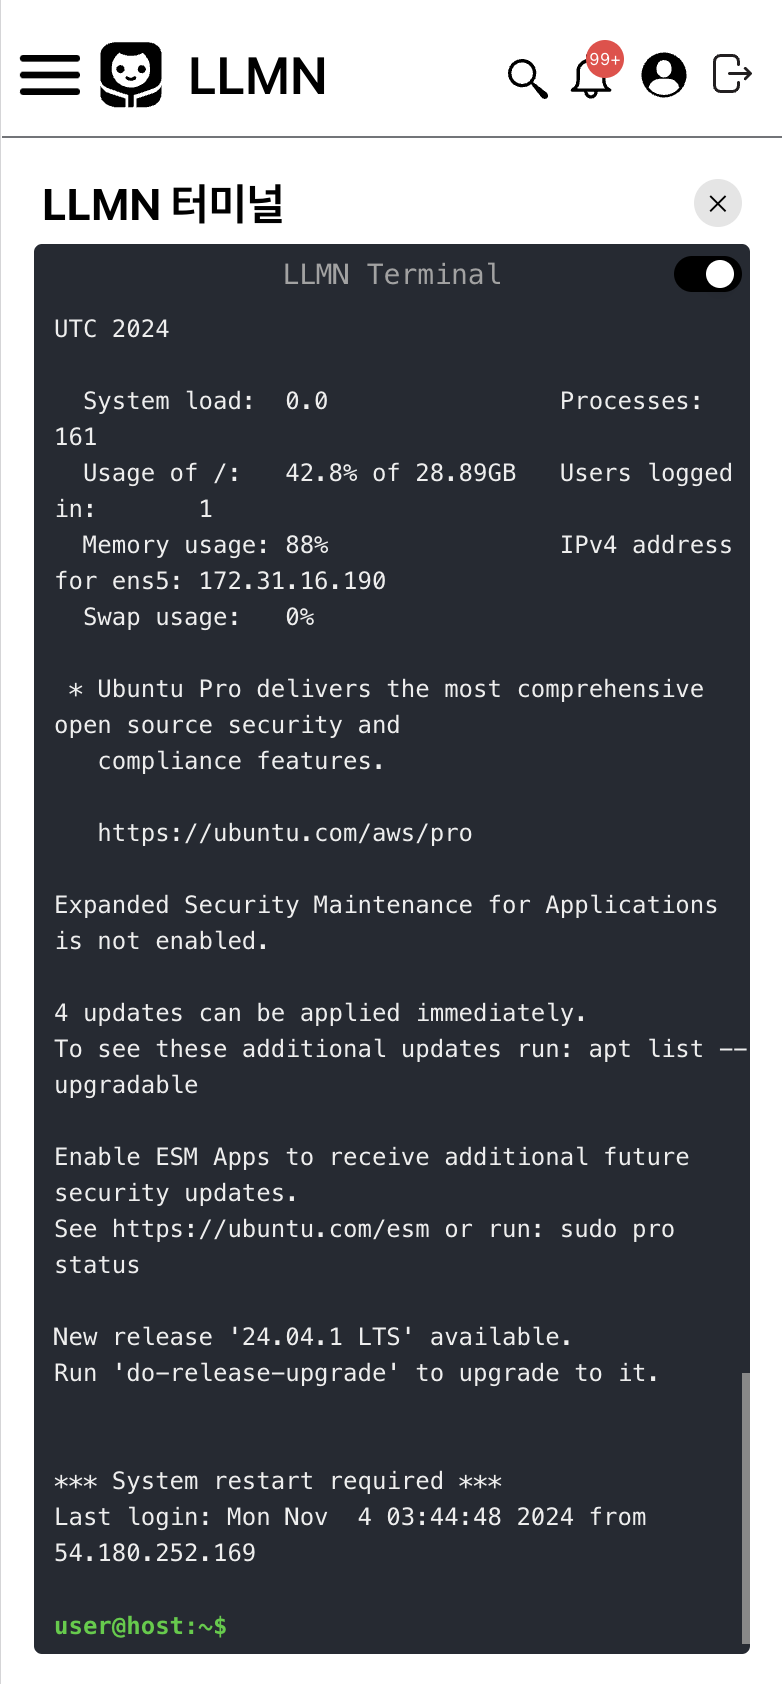 LLMN
99+
LLMN 터미널
LLMN Terminal
UTC 2024
System load:  0.0                Processes:
161
Usage of /:   42.8% of 28.89GB   Users logged
in:       1
Memory usage: 88%                IPv4 address
for ens5: 172.31.16.190
Swap usage:   0%
* Ubuntu Pro delivers the most comprehensive
open source security and
compliance features.
https://ubuntu.com/aws/pro
Expanded Security Maintenance for Applications
is not enabled.
4 updates can be applied immediately.
To see these additional updates run: apt list --
upgradable
Enable ESM Apps to receive additional future
security updates.
See https://ubuntu.com/esm or run: sudo pro
status
New release '24.04.1 LTS' available.
Run 'do-release-upgrade' to upgrade to it.
*** System restart required ***
Last login: Mon Nov  4 03:44:48 2024 from
54.180.252.169
user@host:~$